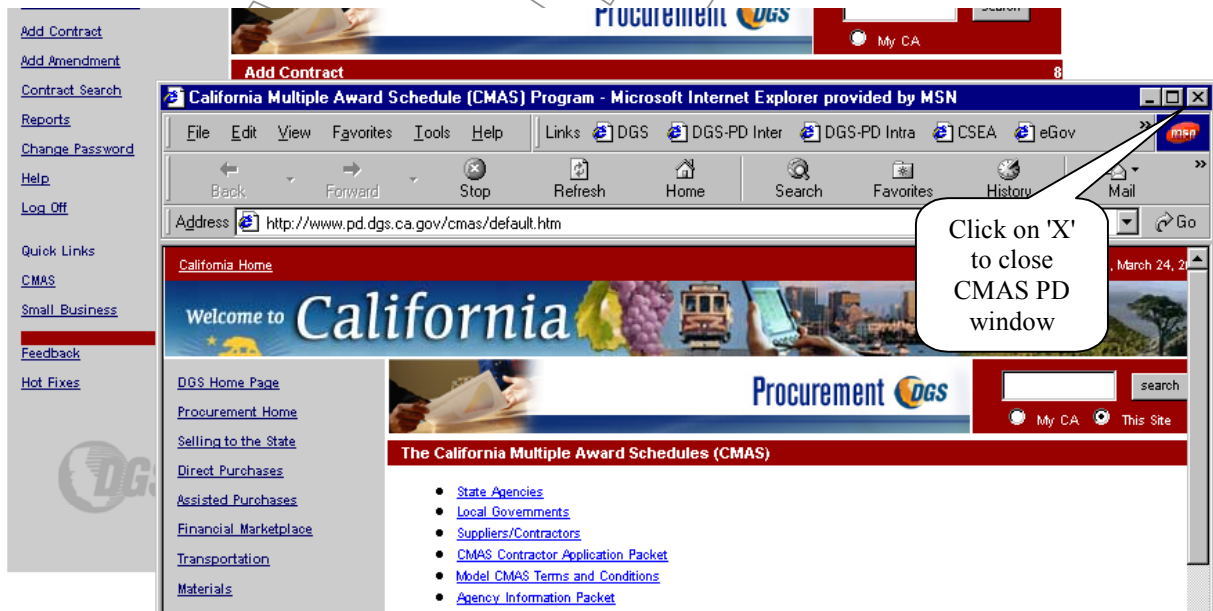 Procurement DGS
search
My CA
Add Contract
Add Amendment
Contract Search
Reports
Change Password
Help
Log Off
Quick Links
CMAS
Small Business
Feedback
Hot Fixes
DG
Add Contract 8
California Multiple Award Schedule (CMAS) Program - Microsoft Internet Explorer provided by MSN
File Edit View Favorites Tools Help Links DGS DGS-PD Inter DGS-PD Intra CSEA eGov » msn
Back Forward Stop Refresh Home Search Favorites History Mail »
Address http://www.pd.dgs.ca.gov/cmas/default.htm Go
Click on 'X'
to close
CMAS PD
window
California Home , March 24, 2
Welcome to California
DGS Home Page
Procurement Home
Selling to the State
Direct Purchases
Assisted Purchases
Financial Marketplace
Transportation
Materials
Procurement DGS
search
My CA This Site
The California Multiple Award Schedules (CMAS)
State Agencies
Local Governments
Suppliers/Contractors
CMAS Contractor Application Packet
Model CMAS Terms and Conditions
Agency Information Packet